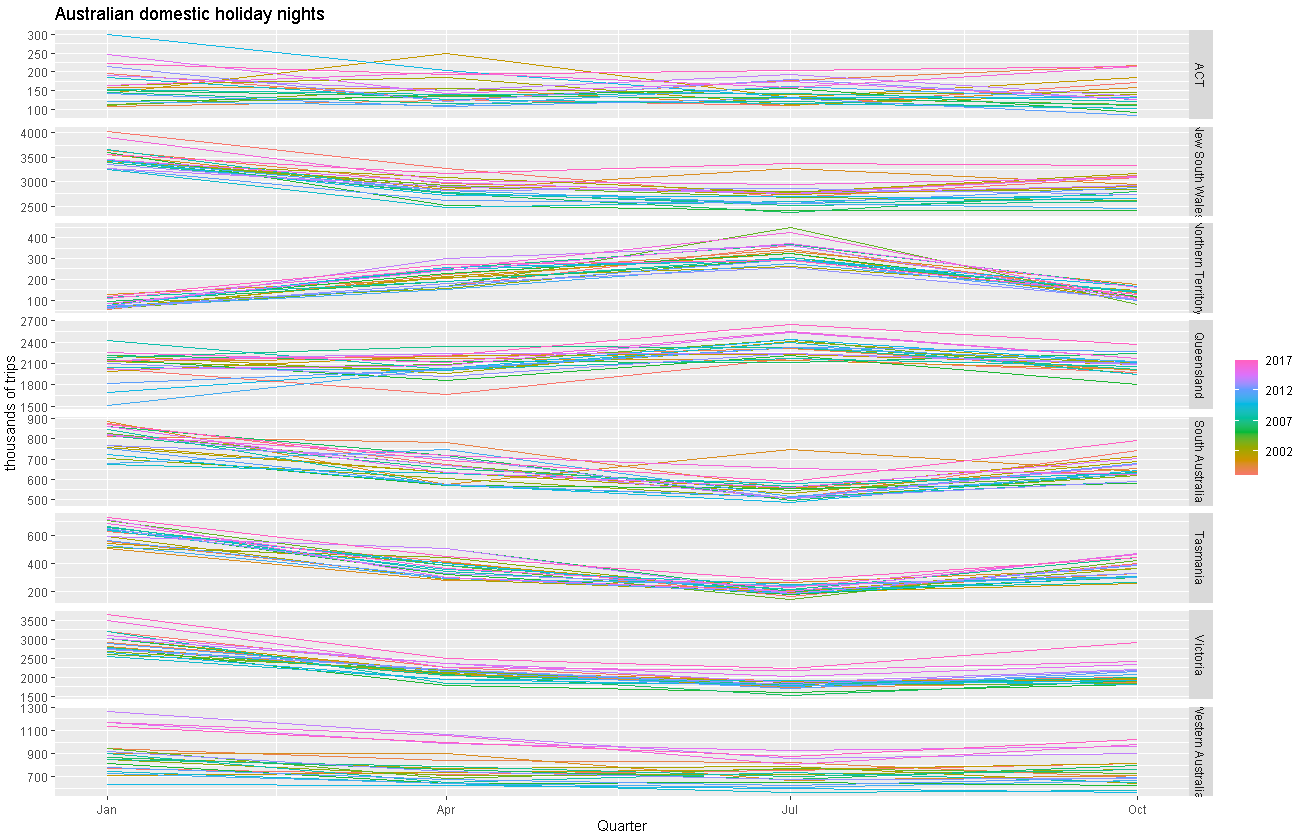 Australian domestic holiday nights
thousands of trips
300
250
200
150
100
ACT
4000
3500
3000
2500
New South Wales
400
300
200
100
Northern Territory
2700
2400
2100
1800
1500
Queensland
900
800
700
600
500
South Australia
600
400
200
Tasmania
3500
3000
2500
2000
1500
Victoria
1300
1100
900
700
Western Australia
Jan
Apr
Jul
Oct
Quarter
2017
2012
2007
2002